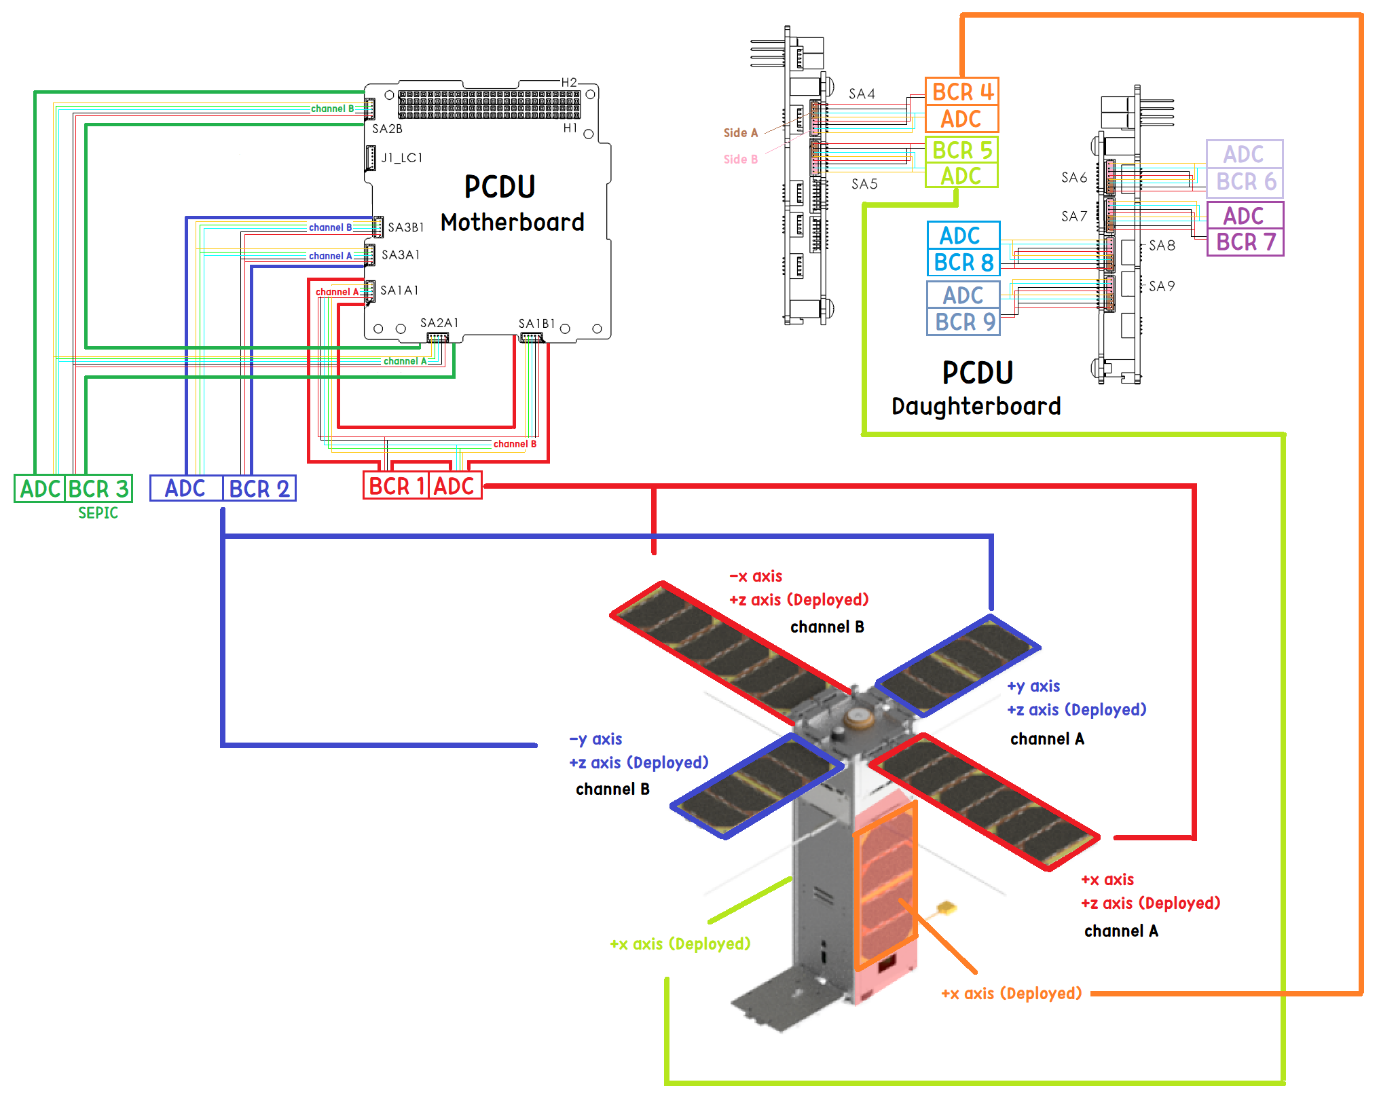 H2
channel B
SA2B
H1
J1_LC1
PCDU
Motherboard
channel B
SA3B1
channel A
SA3A1
channel A
SA1A1
SA2A1
SA1B1
channel A
channel B
ADC
BCR 3
SEPIC
ADC
BCR 2
BCR 1
ADC
SA4
BCR 4
ADC
Side A
Side B
BCR 5
ADC
SA5
SA6
ADC
BCR 6
SA7
ADC
BCR 7
ADC
BCR 8
SA8
ADC
BCR 9
SA9
PCDU
Daughterboard
-x axis
+z axis (Deployed)
channel B
+y axis
+z axis (Deployed)
channel A
-y axis
+z axis (Deployed)
channel B
+x axis
+z axis (Deployed)
channel A
+x axis (Deployed)
+x axis (Deployed)